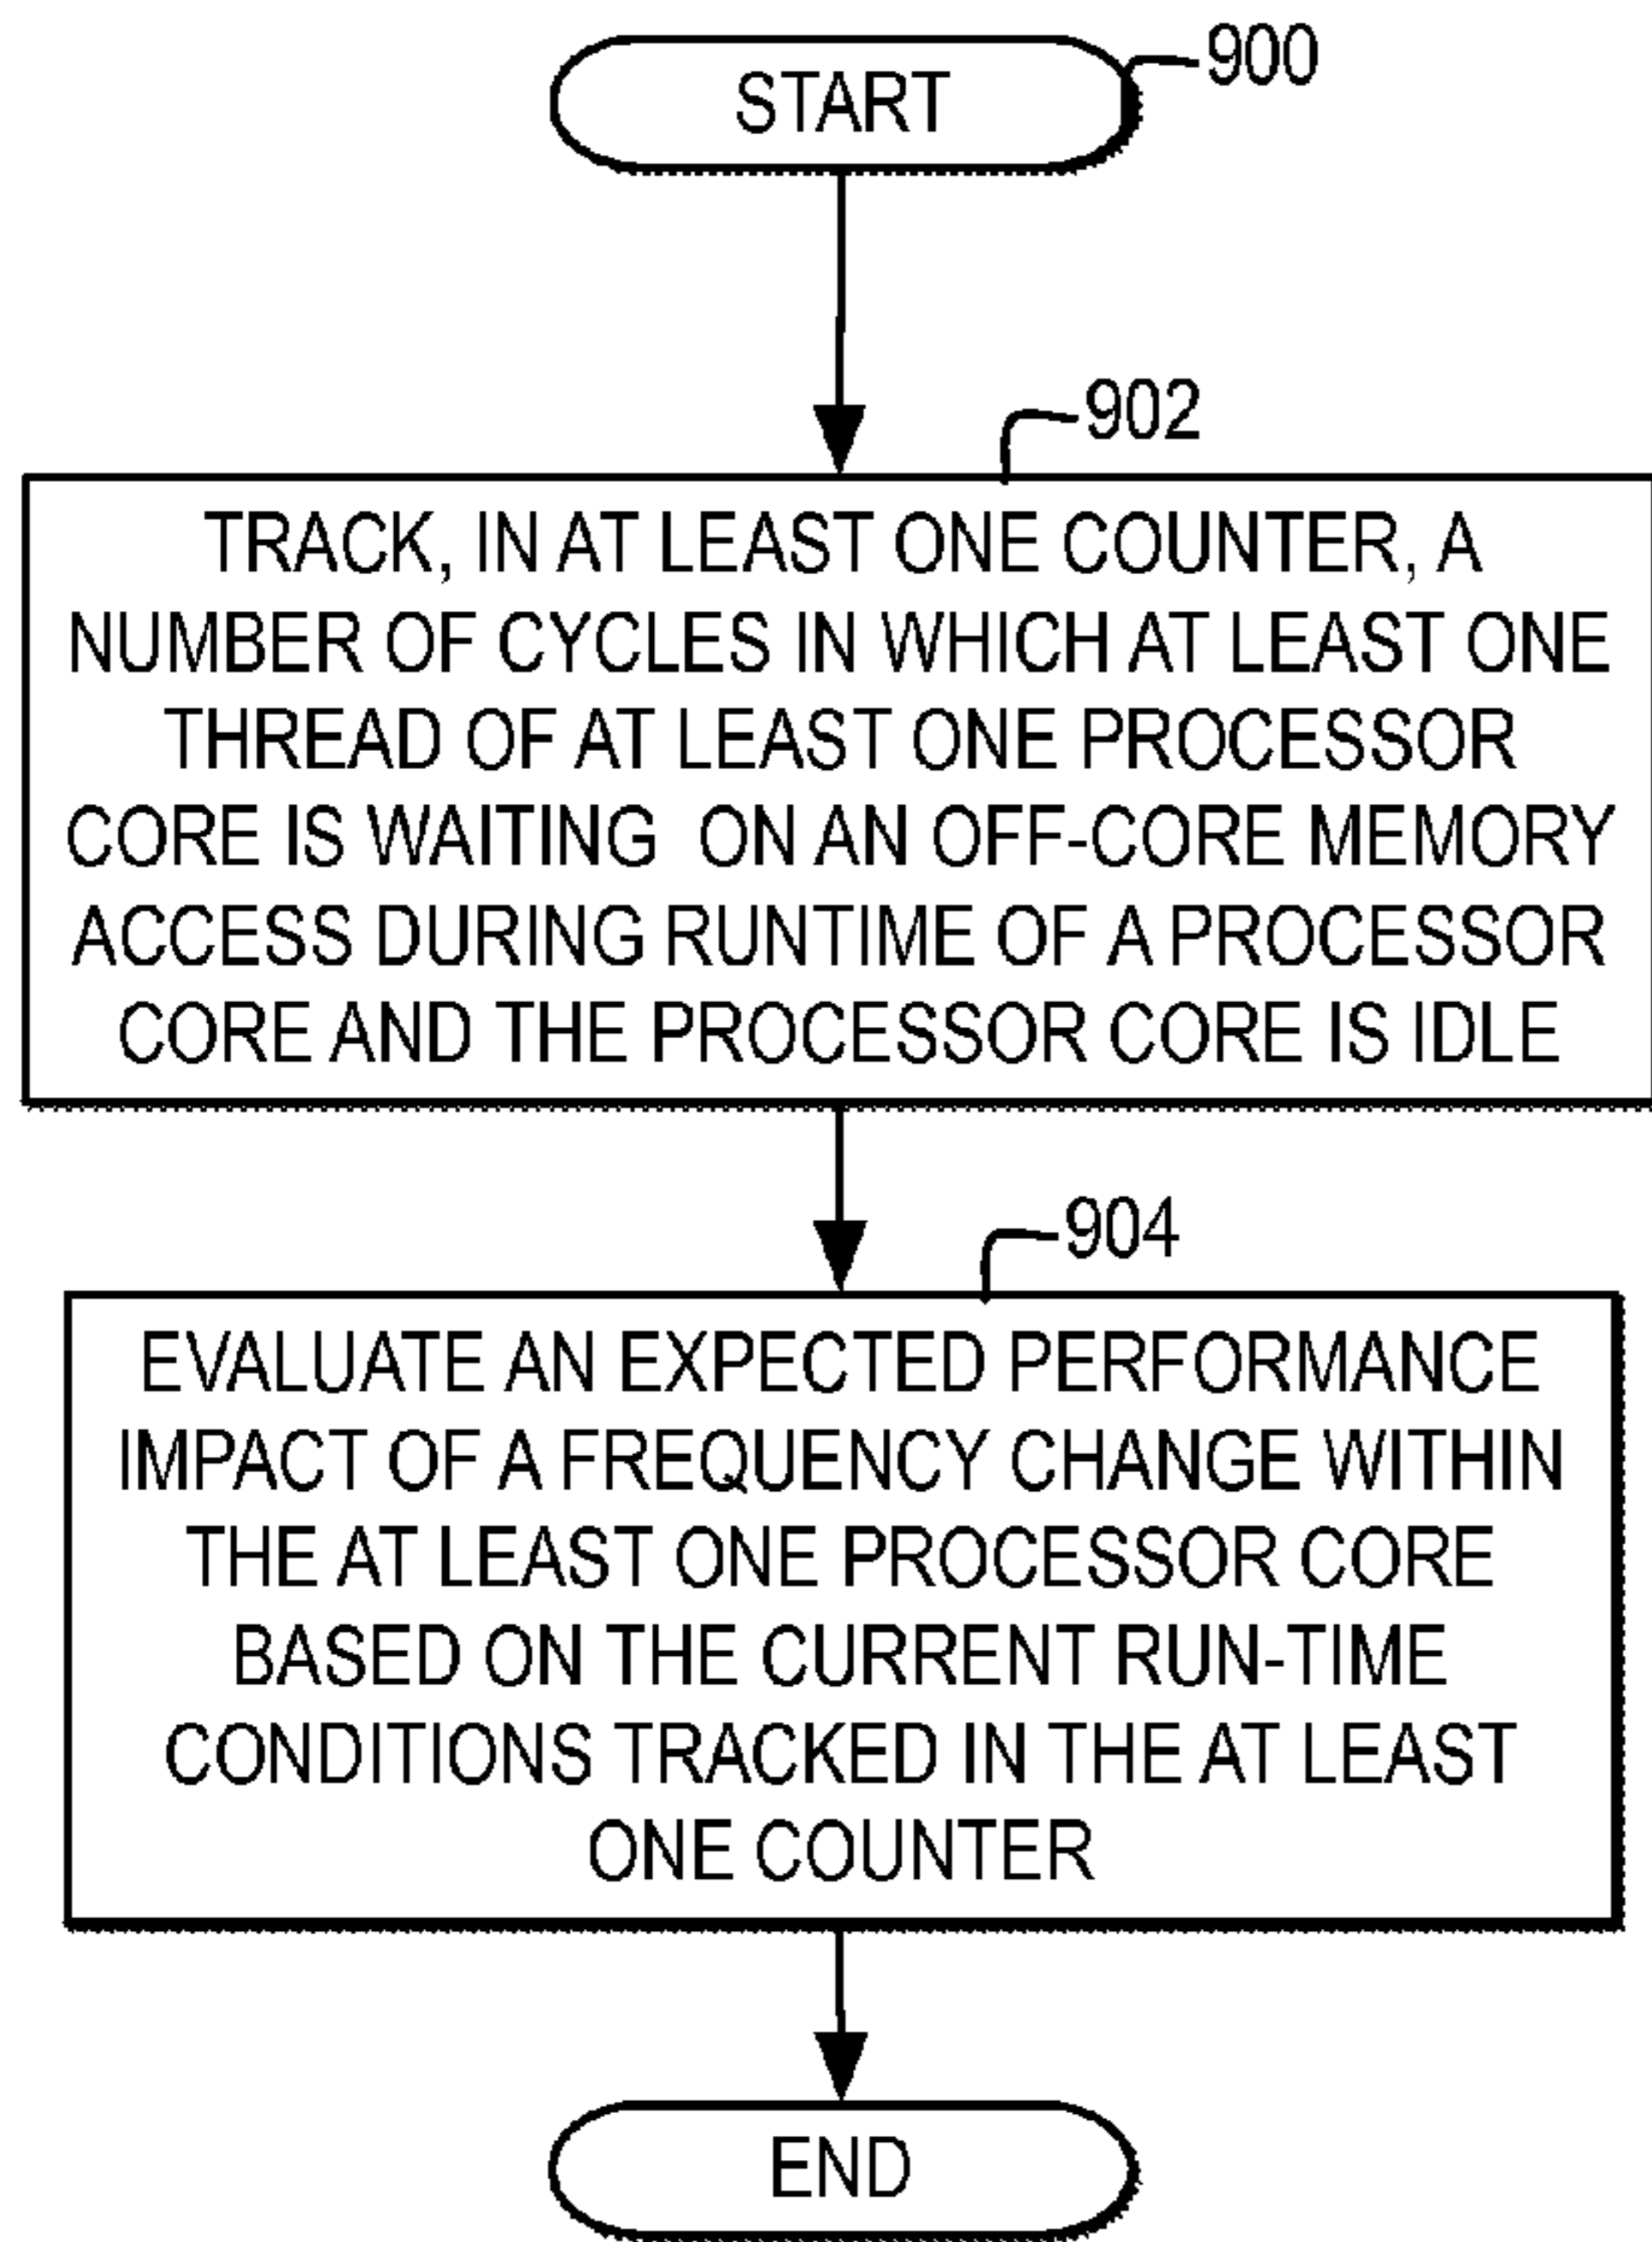 START
900
902
TRACK, IN AT LEAST ONE COUNTER, A
NUMBER OF CYCLES IN WHICH AT LEAST ONE
THREAD OF AT LEAST ONE PROCESSOR
CORE IS WAITING ON AN OFF-CORE MEMORY
ACCESS DURING RUNTIME OF A PROCESSOR
CORE AND THE PROCESSOR CORE IS IDLE
904
EVALUATE AN EXPECTED PERFORMANCE
IMPACT OF A FREQUENCY CHANGE WITHIN
THE AT LEAST ONE PROCESSOR CORE
BASED ON THE CURRENT RUN-TIME
CONDITIONS TRACKED IN THE AT LEAST
ONE COUNTER
END